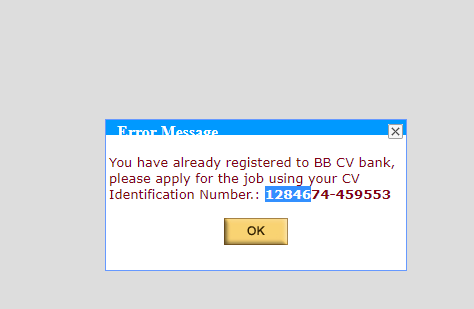 Error Message
You have already registered to BB CV bank,
please apply for the job using your CV
Identification Number.: 1284674-459553
OK